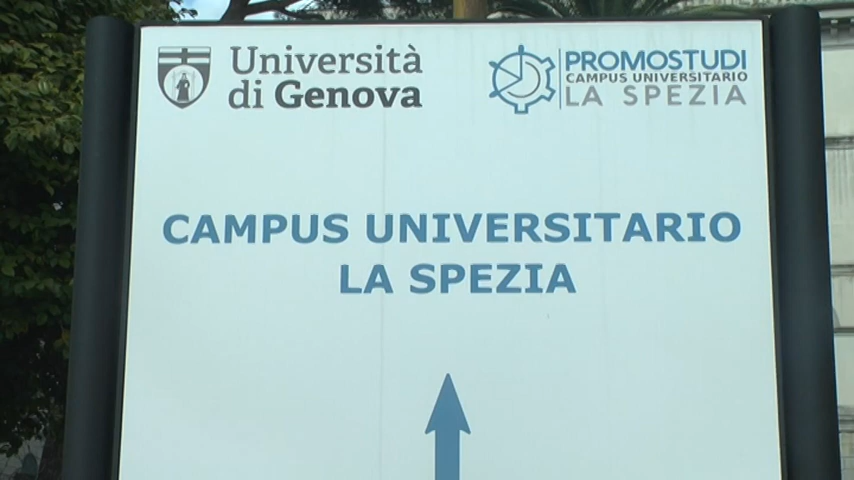 Università
di Genova
PROMOSTUDI
CAMPUS UNIVERSITARIO
LA SPEZIA
CAMPUS UNIVERSITARIO
LA SPEZIA